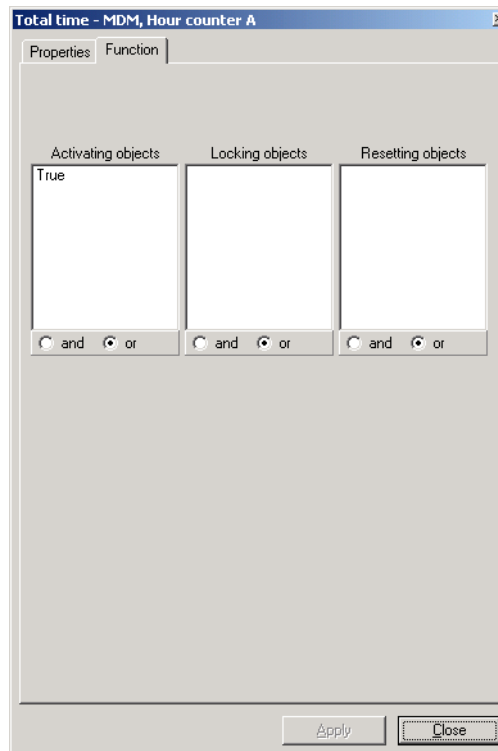 Total time - MDM, Hour counter A
Properties Function
Activating objects Locking objects Resetting objects
True
and or and or and or
Apply Close